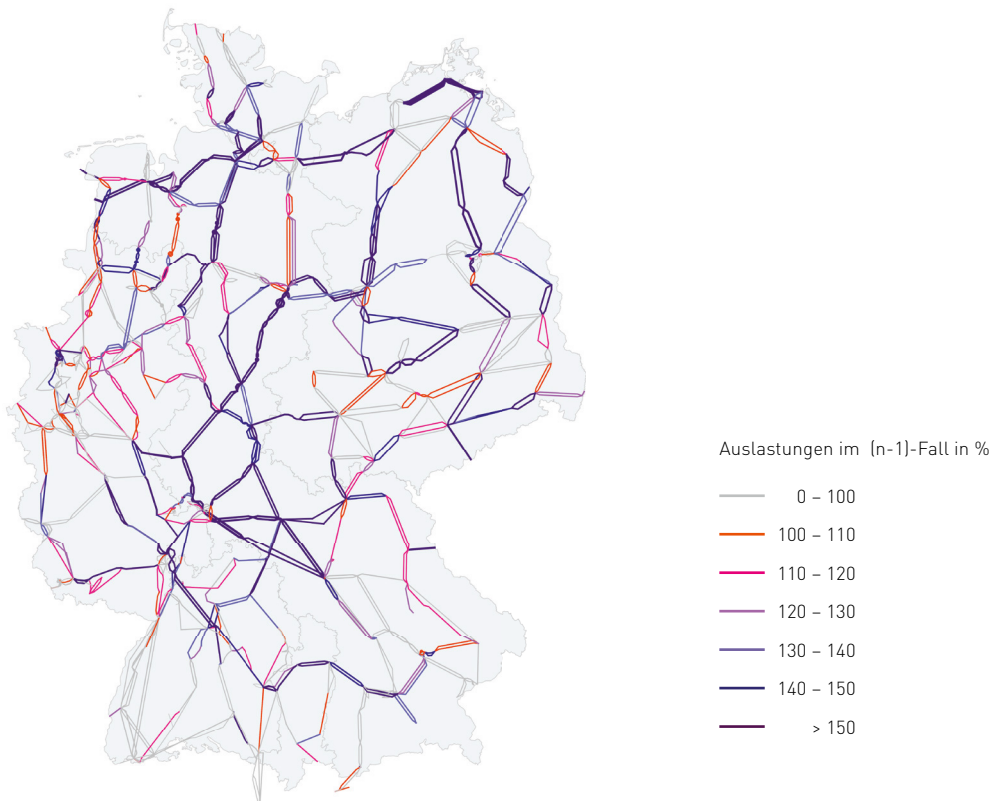 Auslastungen im (n-1)-Fall in %
0 – 100
100 – 110
110 – 120
120 – 130
130 – 140
140 – 150
> 150